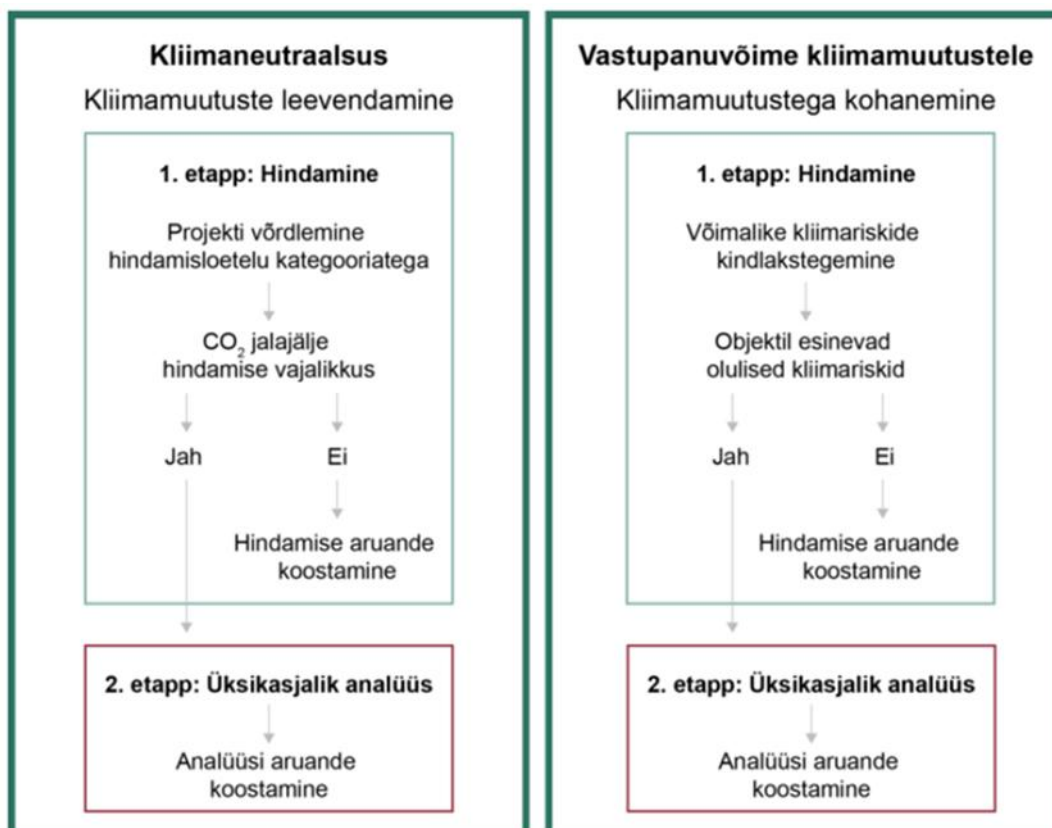 Kliimaneutraalsus
Kliimamuutuste leevendamine
1. etapp: Hindamine
Projekti võrdlemine
hindamisloetelu kategooriatega
CO₂ jalajälje
hindamise vajalikkus
Jah
Ei
Hindamise aruande
koostamine
2. etapp: Üksikasjalik analüüs
Analüüsi aruande
koostamine
Vastupanuvõime kliimamuutustele
Kliimamuutustega kohanemine
1. etapp: Hindamine
Võimalike kliimariskide
kindlakstegemine
Objektil esinevad
olulised kliimariskid
Jah
Ei
Hindamise aruande
koostamine
2. etapp: Üksikasjalik analüüs
Analüüsi aruande
koostamine